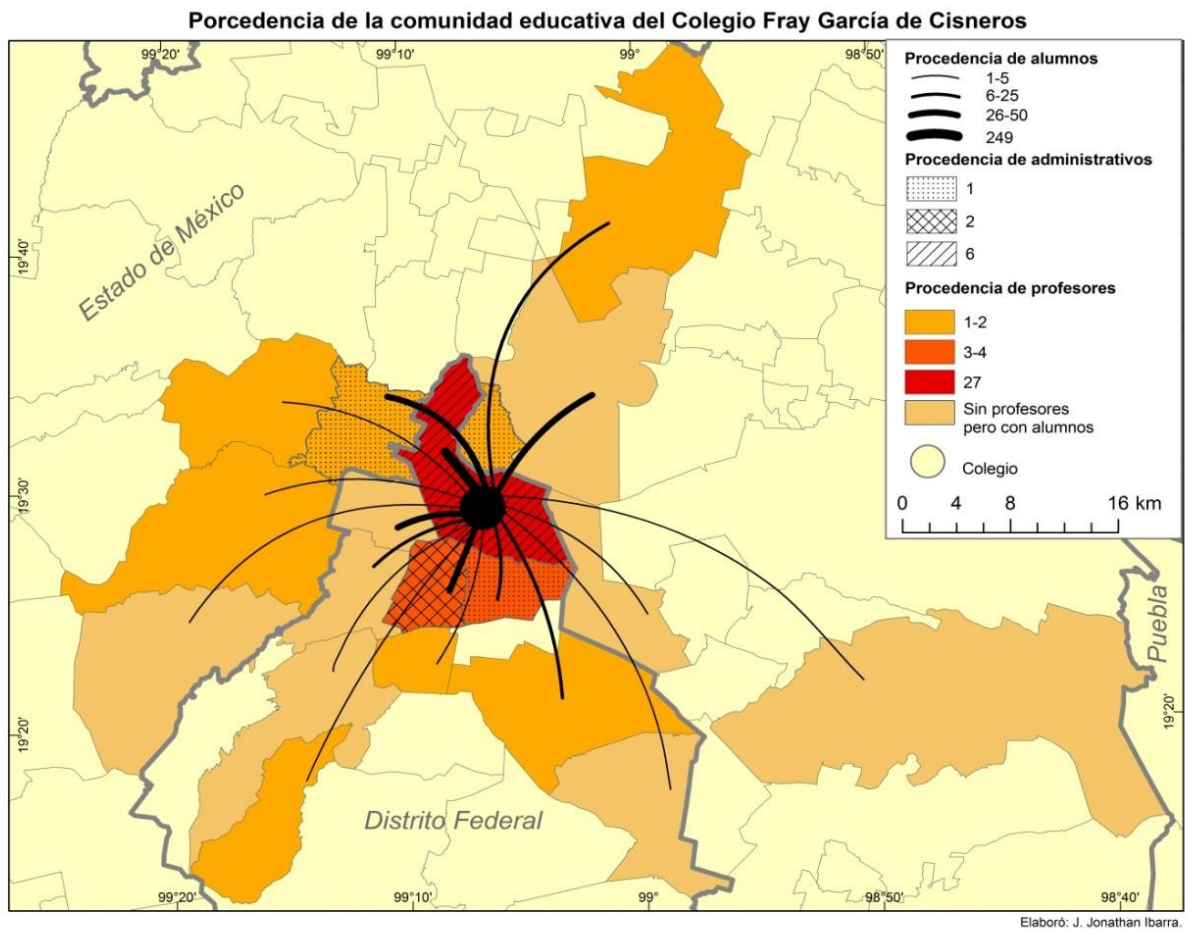 Porcedencia de la comunidad educativa del Colegio Fray García de Cisneros
99°20' 99°10' 99° 98°50'
Procedencia de alumnos
1-5
6-25
26-50
249
Procedencia de administrativos
1
2
6
Procedencia de profesores
1-2
3-4
27
Sin profesores
pero con alumnos
Colegio
0 4 8 16 km
Estado de México
19°40'
19°30'
19°20'
Puebla
19°20'
Distrito Federal
99°20' 99°10' 99° 98°50' 98°40'
Elaboró: J. Jonathan Ibarra.